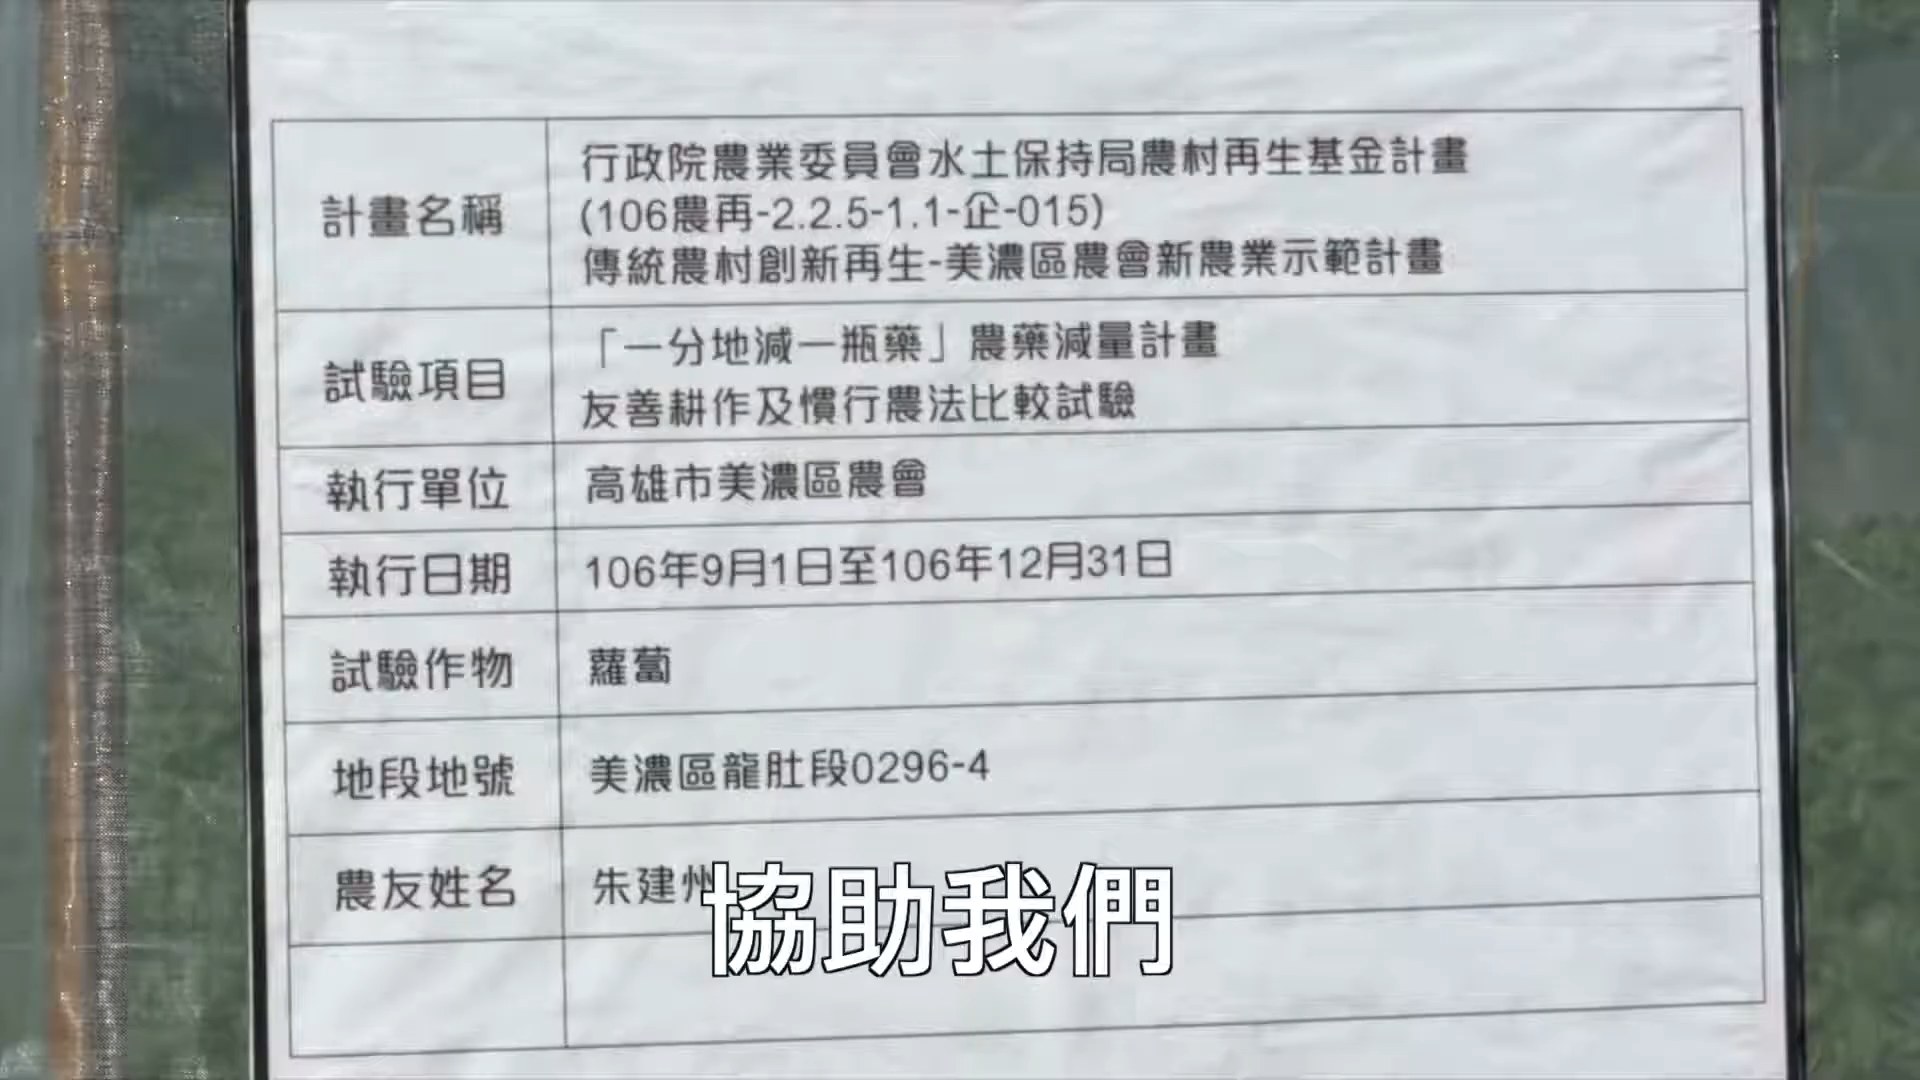 計畫名稱
行政院農業委員會水土保持局農村再生基金計畫
(106農再-2.2.5-1.1-企-015)
傳統農村創新再生-美濃區農會新農業示範計畫
試驗項目
「一分地減一瓶藥」農藥減量計畫
友善耕作及慣行農法比較試驗
執行單位
高雄市美濃區農會
執行日期
106年9月1日至106年12月31日
試驗作物
蘿蔔
地段地號
美濃區龍肚段0296-4
農友姓名
朱建州
協助我們